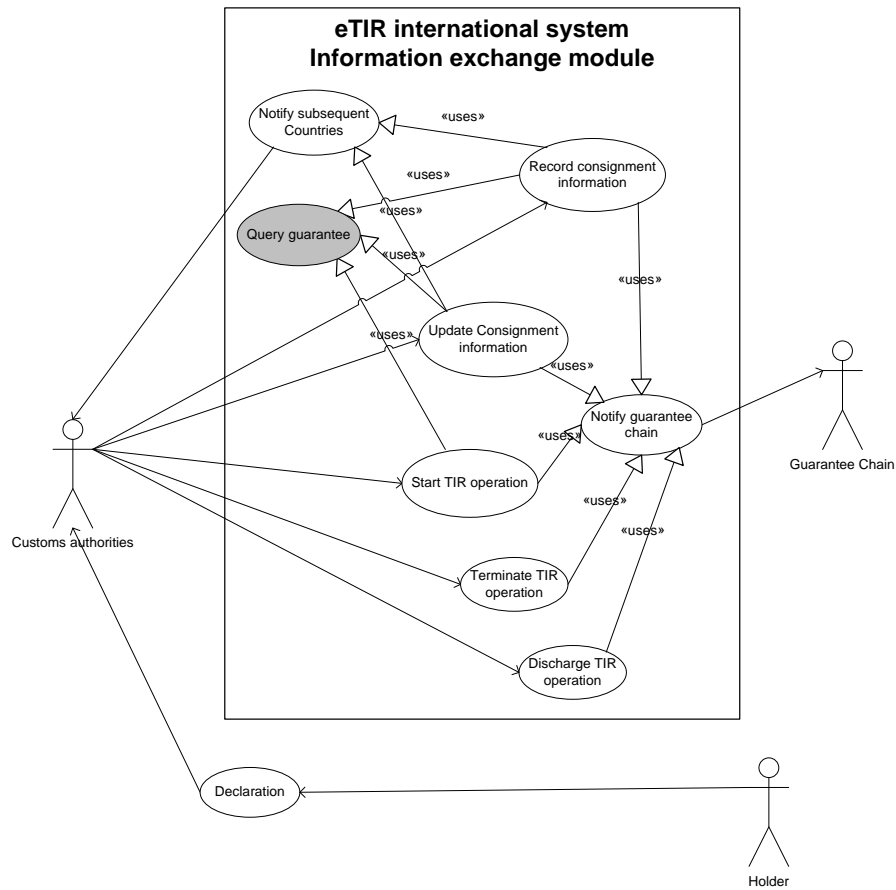 eTIR international system
Information exchange module
Notify subsequent
Countries
«uses»
Record consignment
information
«uses»
«uses»
Query guarantee
«uses»
«uses»
«uses»
Update Consignment
information
«uses»
Notify guarantee
chain
«uses»
Guarantee Chain
Start TIR operation
«uses»
Customs authorities
«uses»
Terminate TIR
operation
Discharge TIR
operation
Declaration
Holder